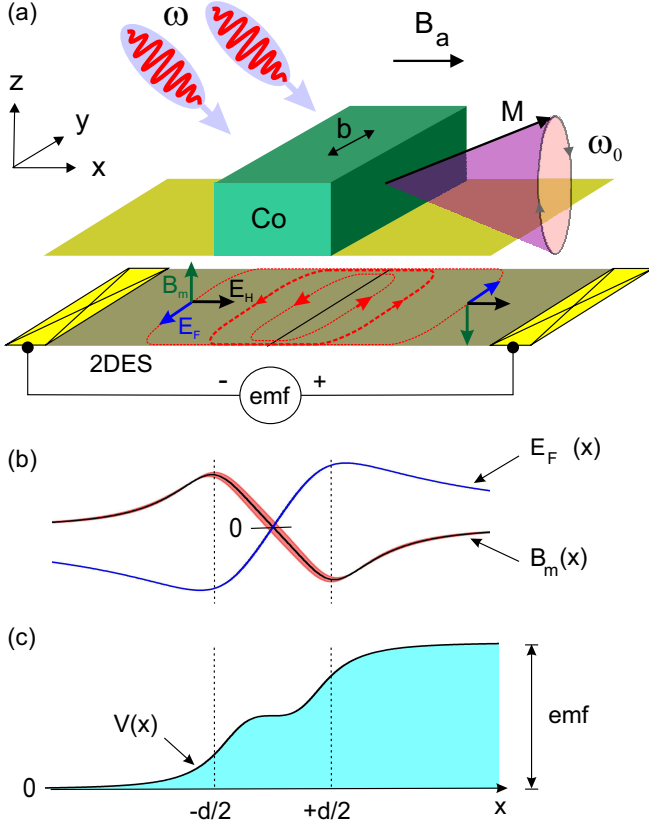 (a)
ω
B_a
z
y
x
b
M
ω_0
Co
B_m
E_H
E_F
2DES
- emf +
(b)
E_F (x)
0
B_m(x)
(c)
V(x)
emf
0
-d/2 +d/2 x